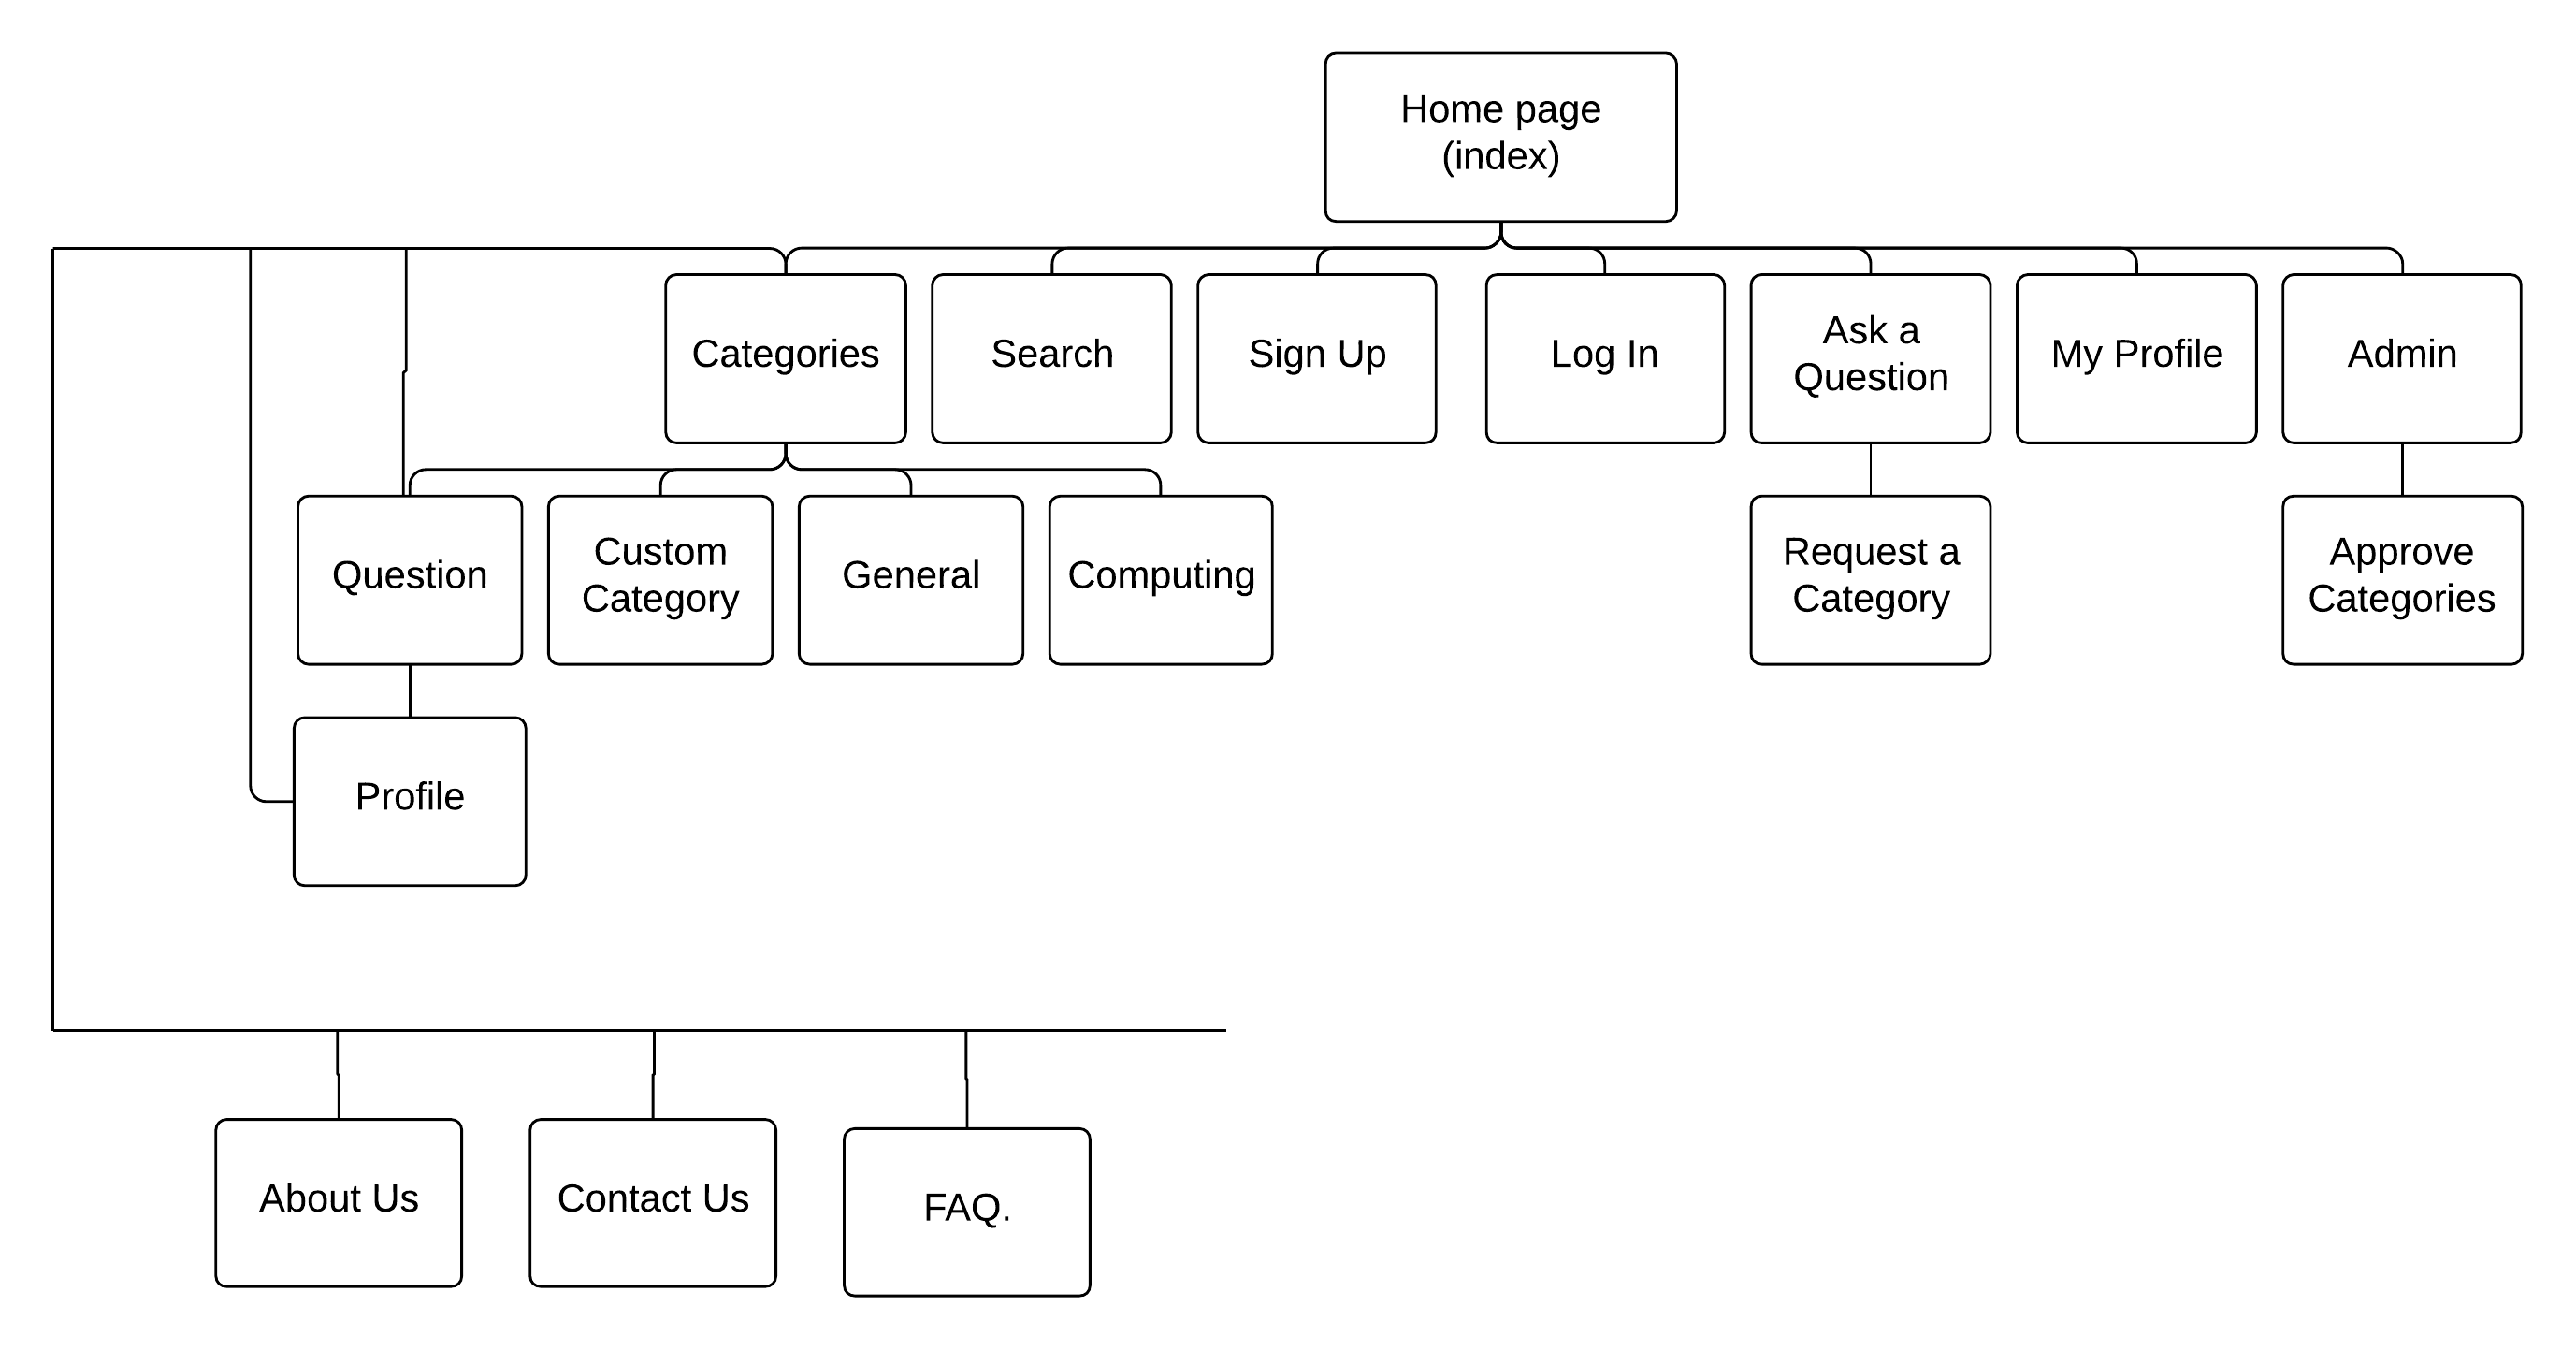 Home page
(index)
Categories
Search
Sign Up
Log In
Ask a
Question
My Profile
Admin
Question
Custom
Category
General
Computing
Request a
Category
Approve
Categories
Profile
About Us
Contact Us
FAQ.